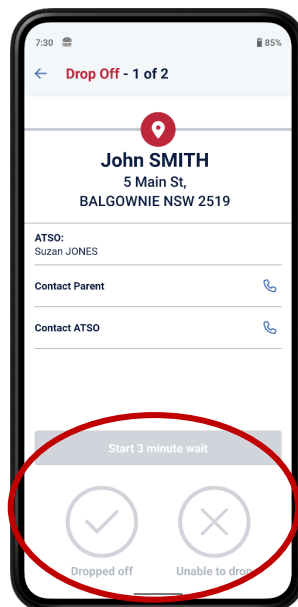 7:30
85%
Drop Off - 1 of 2
John SMITH
5 Main St,
BALGOWNIE NSW 2519
ATSO:
Suzan JONES
Contact Parent
Contact ATSO
Start 3 minute wait
Dropped off
Unable to drop